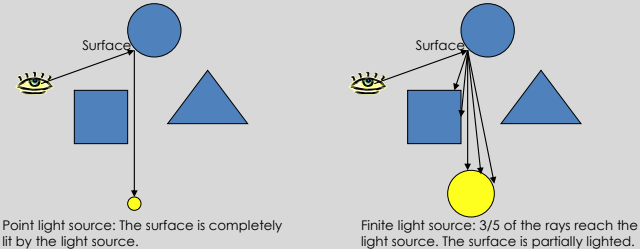 Surface
Surface
Point light source: The surface is completely
lit by the light source.
Finite light source: 3/5 of the rays reach the
light source. The surface is partially lighted.